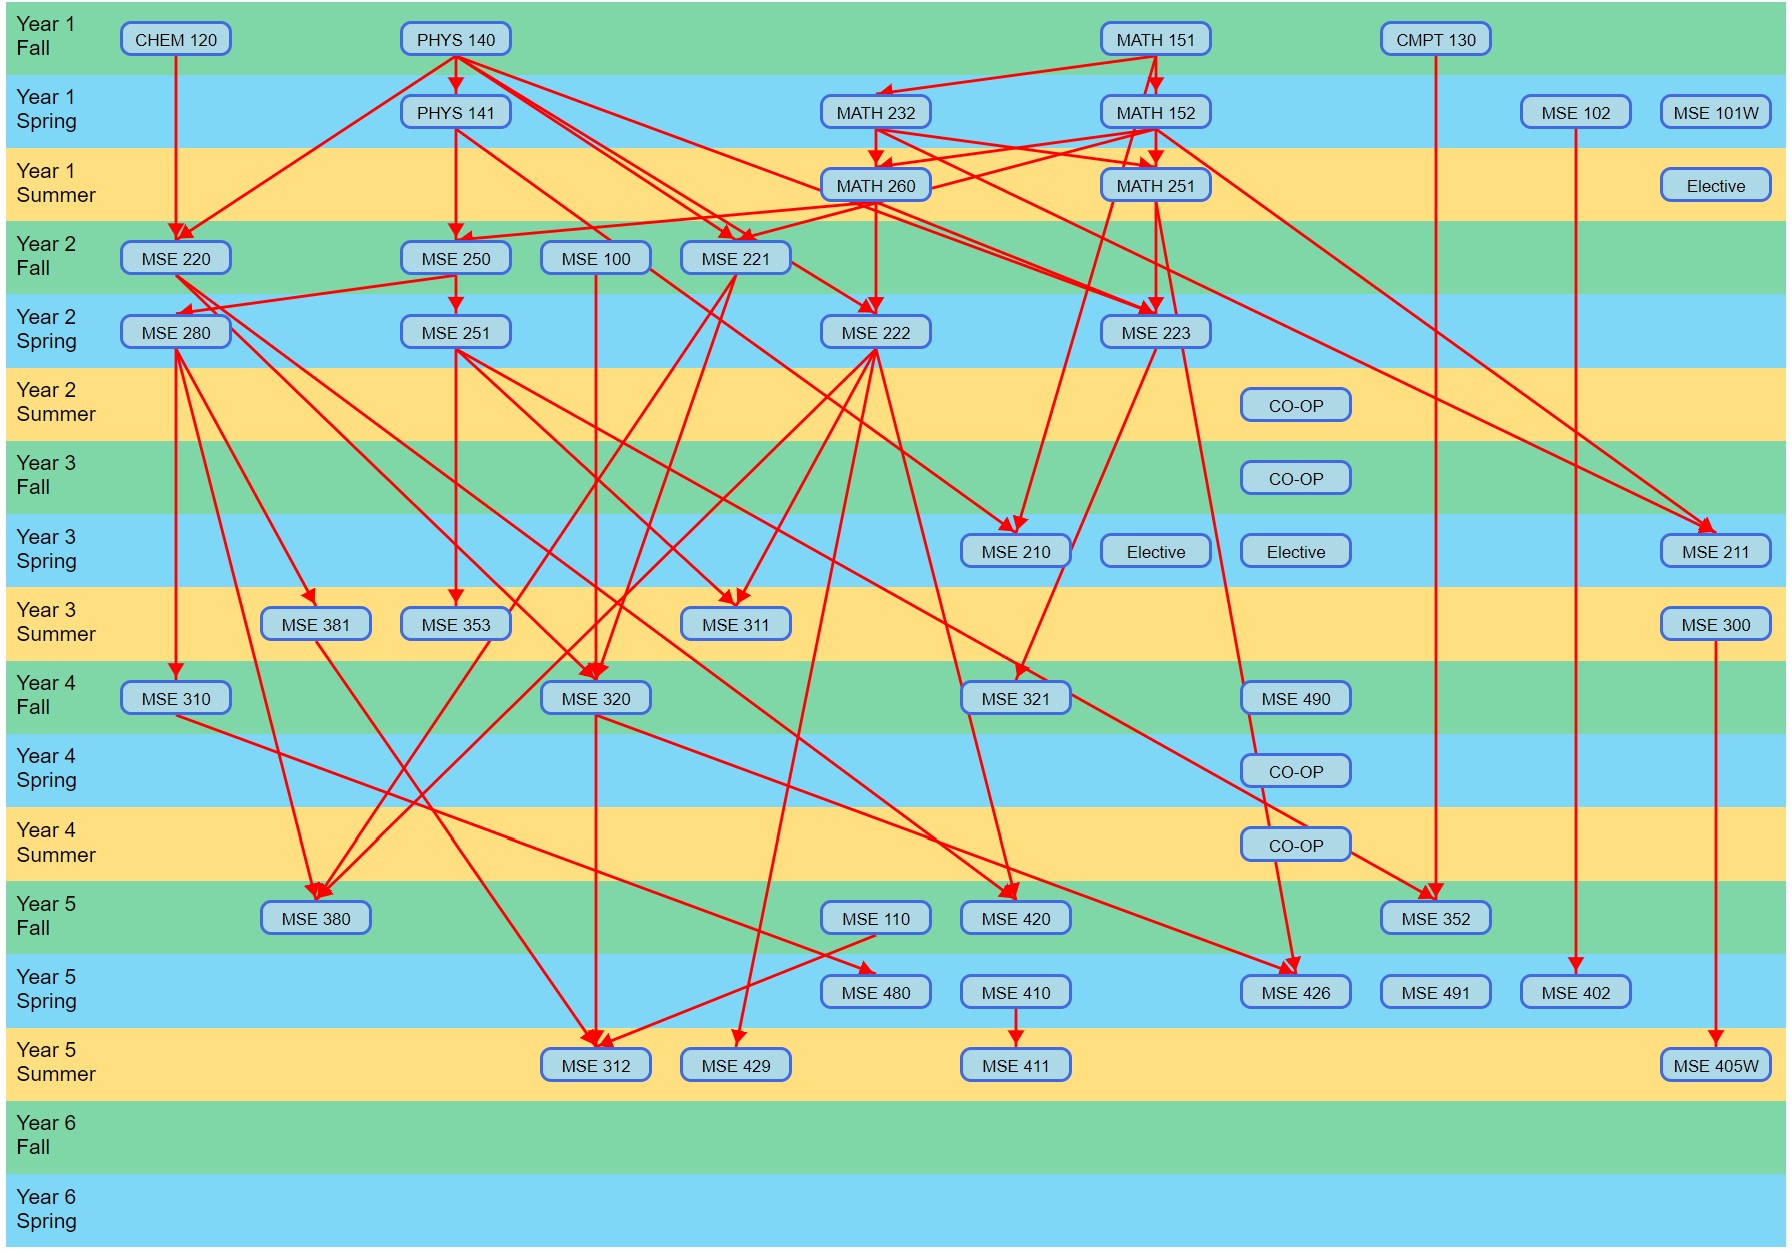 Year 1
Fall
CHEM 120
PHYS 140
MATH 151
CMPT 130
Year 1
Spring
PHYS 141
MATH 232
MATH 152
MSE 102
MSE 101W
Year 1
Summer
MATH 260
MATH 251
Elective
Year 2
Fall
MSE 220
MSE 250
MSE 100
MSE 221
Year 2
Spring
MSE 280
MSE 251
MSE 222
MSE 223
Year 2
Summer
CO-OP
Year 3
Fall
CO-OP
Year 3
Spring
MSE 210
Elective
Elective
MSE 211
Year 3
Summer
MSE 381
MSE 353
MSE 311
MSE 300
Year 4
Fall
MSE 310
MSE 320
MSE 321
MSE 490
Year 4
Spring
CO-OP
Year 4
Summer
CO-OP
Year 5
Fall
MSE 380
MSE 110
MSE 420
MSE 352
Year 5
Spring
MSE 480
MSE 410
MSE 426
MSE 491
MSE 402
Year 5
Summer
MSE 312
MSE 429
MSE 411
MSE 405W
Year 6
Fall
Year 6
Spring